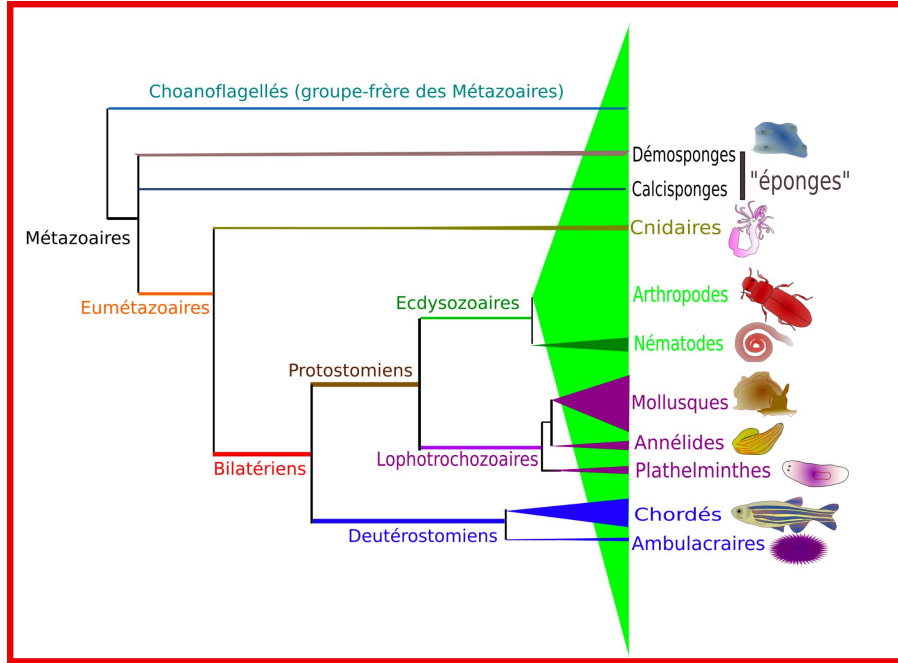 Choanoflagellés (groupe-frère des Métazoaires)
Démosponges
"éponges"
Calcisponges
Cnidaires
Métazoaires
Eumétazoaires
Ecdysozoaires
Arthropodes
Nématodes
Protostomiens
Mollusques
Annélides
Lophotrochozoaires
Plathelminthes
Bilatériens
Chordés
Deutérostomiens
Ambulacraires